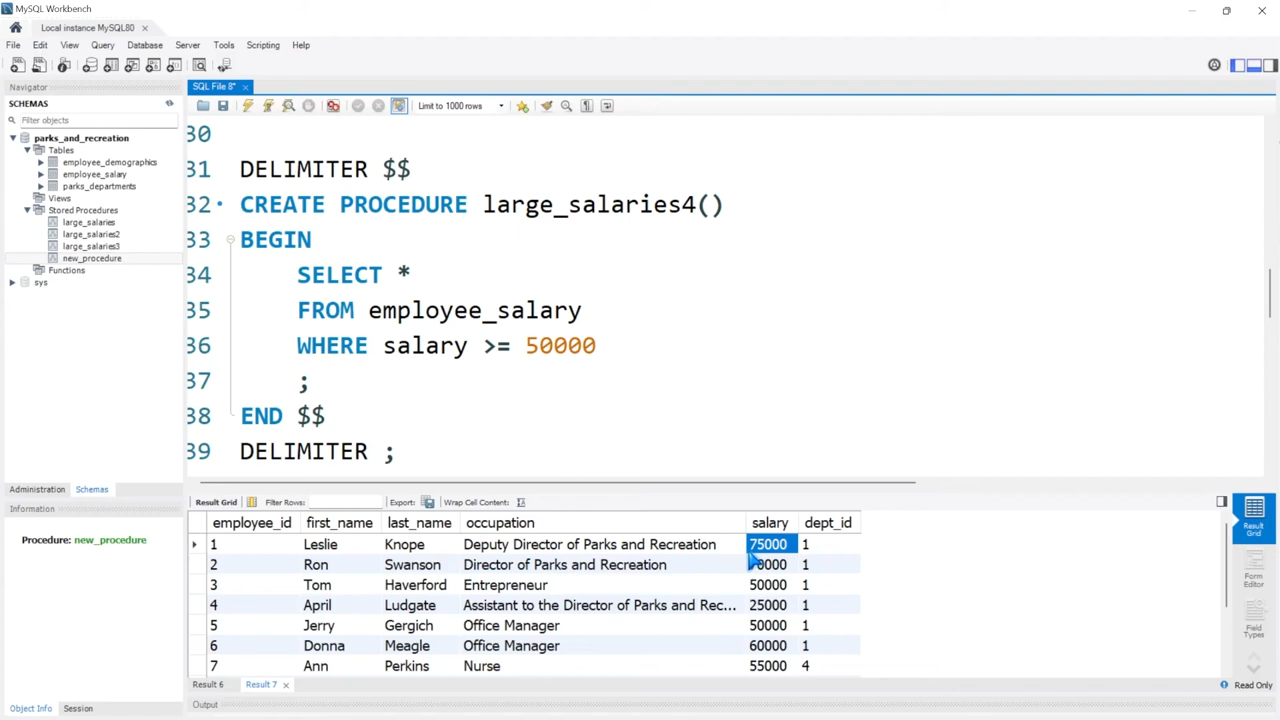 MySQL Workbench
Local instance MySQL80
File Edit View Query Database Server Tools Scripting Help
Navigator
SCHEMAS
Filter objects
parks_and_recreation
Tables
employee_demographics
employee_salary
parks_departments
Views
Stored Procedures
large_salaries
large_salaries2
large_salaries3
new_procedure
Functions
sys
Administration Schemas
Information
Procedure: new_procedure
Object Info Session
SQL File 8*
Limit to 1000 rows
30
31 DELIMITER $$
32 CREATE PROCEDURE large_salaries4()
33 BEGIN
34 SELECT *
35 FROM employee_salary
36 WHERE salary >= 50000
37 ;
38 END $$
39 DELIMITER ;
Result Grid Filter Rows: Export: Wrap Cell Content:
employee_id first_name last_name occupation salary dept_id
1 Leslie Knope Deputy Director of Parks and Recreation 75000 1
2 Ron Swanson Director of Parks and Recreation 1
3 Tom Haverford Entrepreneur 50000 1
4 April Ludgate Assistant to the Director of Parks and Rec... 25000 1
5 Jerry Gergich Office Manager 50000 1
6 Donna Meagle Office Manager 60000 1
7 Ann Perkins Nurse 55000 4
Result 6 Result 7
Output
Result Grid
Form Editor
Field Types
Read Only